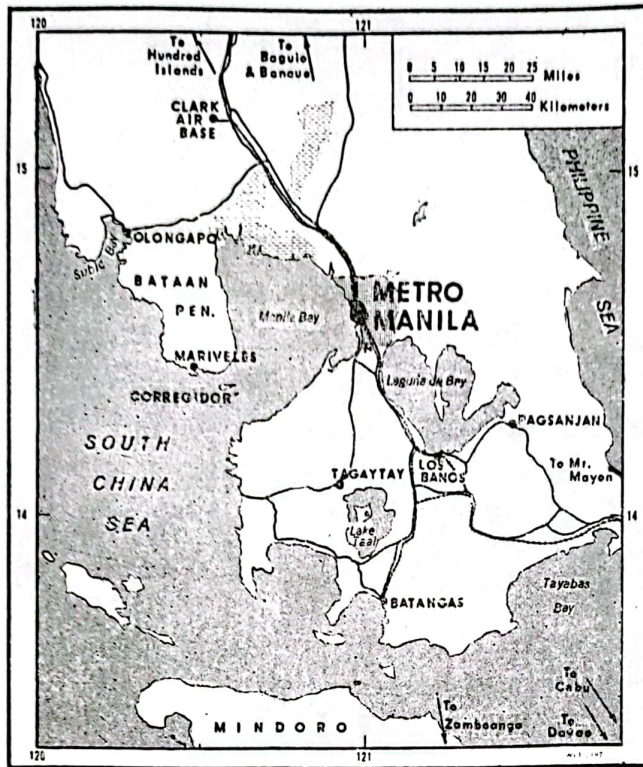 120
121
To
Hundred
Islands
To
Baguio
& Banaue
0 5 10 15 20 25 Miles
0 10 20 30 40 Kilometers
CLARK
AIR
BASE
15
15
PHILIPPINE
SEA
OLONGAPO
Subic Bay
BATAAN
PEN.
Manila Bay
METRO
MANILA
MARIVELES
CORREGIDOR
Laguna de Bay
PAGSANJAN
SOUTH
CHINA
SEA
TAGAYTAY
LOS
BANOS
To Mt.
Mayon
14
14
Lake
Taal
BATANGAS
Tayabas
Bay
To
Cabu
To
Zamboanga
To
Davao
MINDORO
120
121